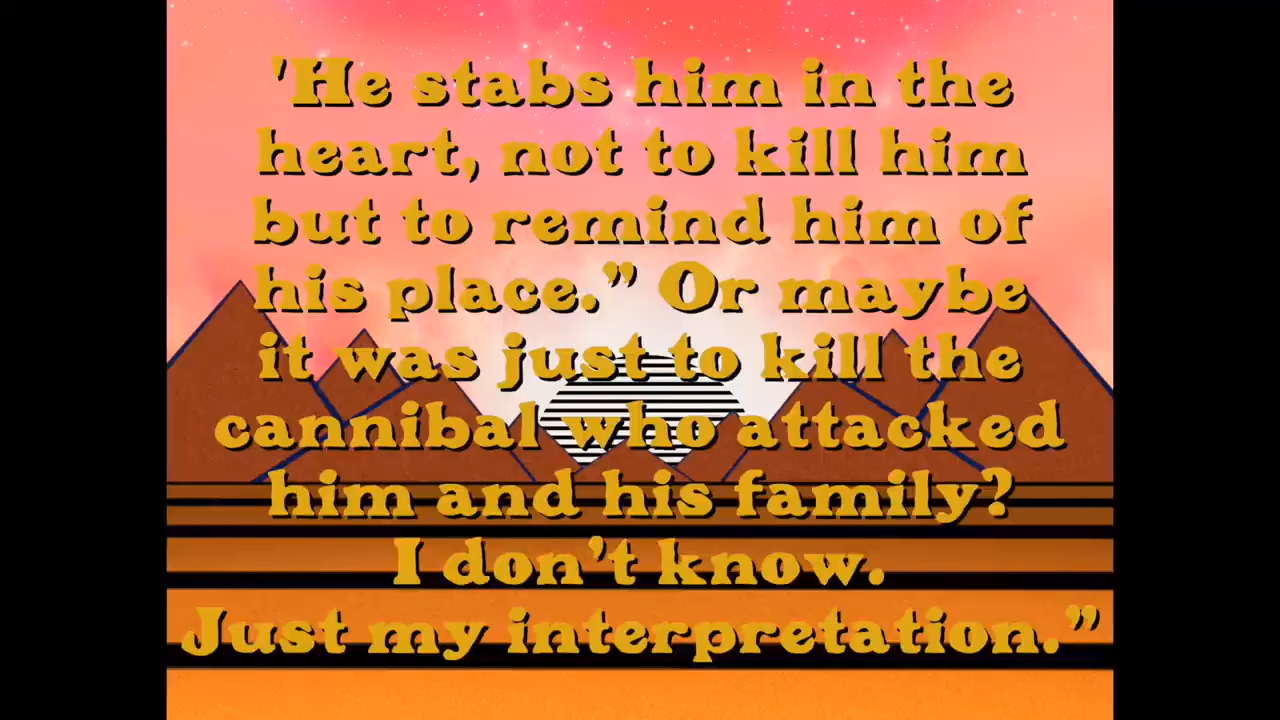 'He stabs him in the
heart, not to kill him
but to remind him of
his place.” Or maybe
it was just to kill the
cannibal who attacked
him and his family?
I don’t know.
Just my interpretation.”